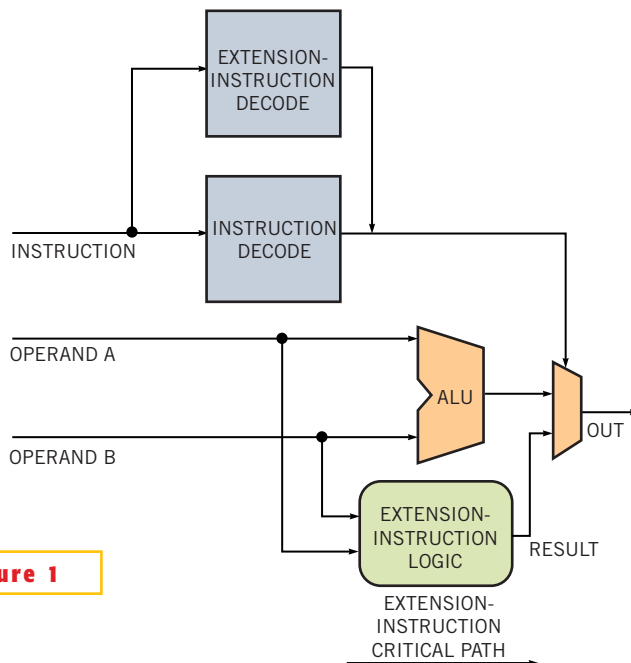 EXTENSION-
INSTRUCTION
DECODE
INSTRUCTION
DECODE
INSTRUCTION
OPERAND A
ALU
OUT
OPERAND B
EXTENSION-
INSTRUCTION
LOGIC
RESULT
ure 1
EXTENSION-
INSTRUCTION
CRITICAL PATH